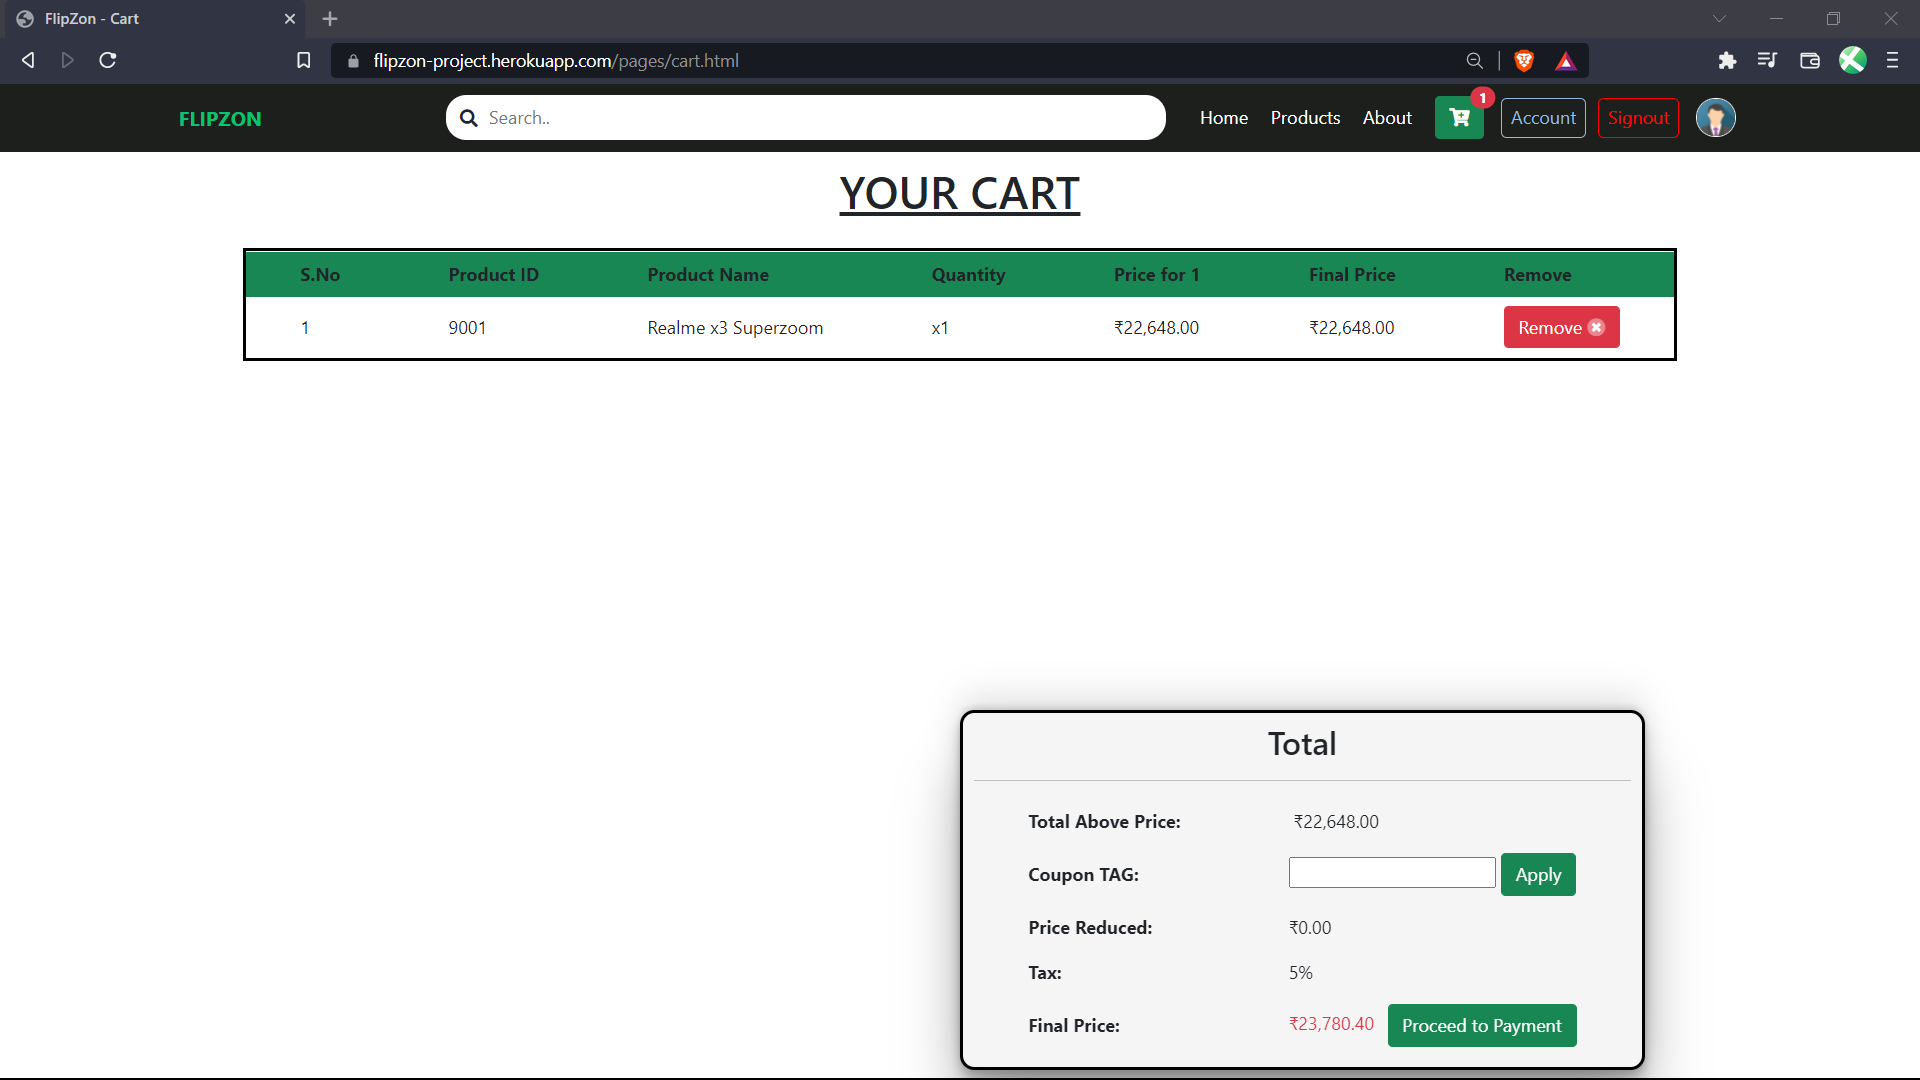 FlipZon - Cart
flipzon-project.herokuapp.com/pages/cart.html
FLIPZON
Search..
Home Products About 1 Account Signout
YOUR CART
S.No Product ID Product Name Quantity Price for 1 Final Price Remove
1 9001 Realme x3 Superzoom x1 ₹22,648.00 ₹22,648.00 Remove
Total
Total Above Price: ₹22,648.00
Coupon TAG: Apply
Price Reduced: ₹0.00
Tax: 5%
Final Price: ₹23,780.40 Proceed to Payment